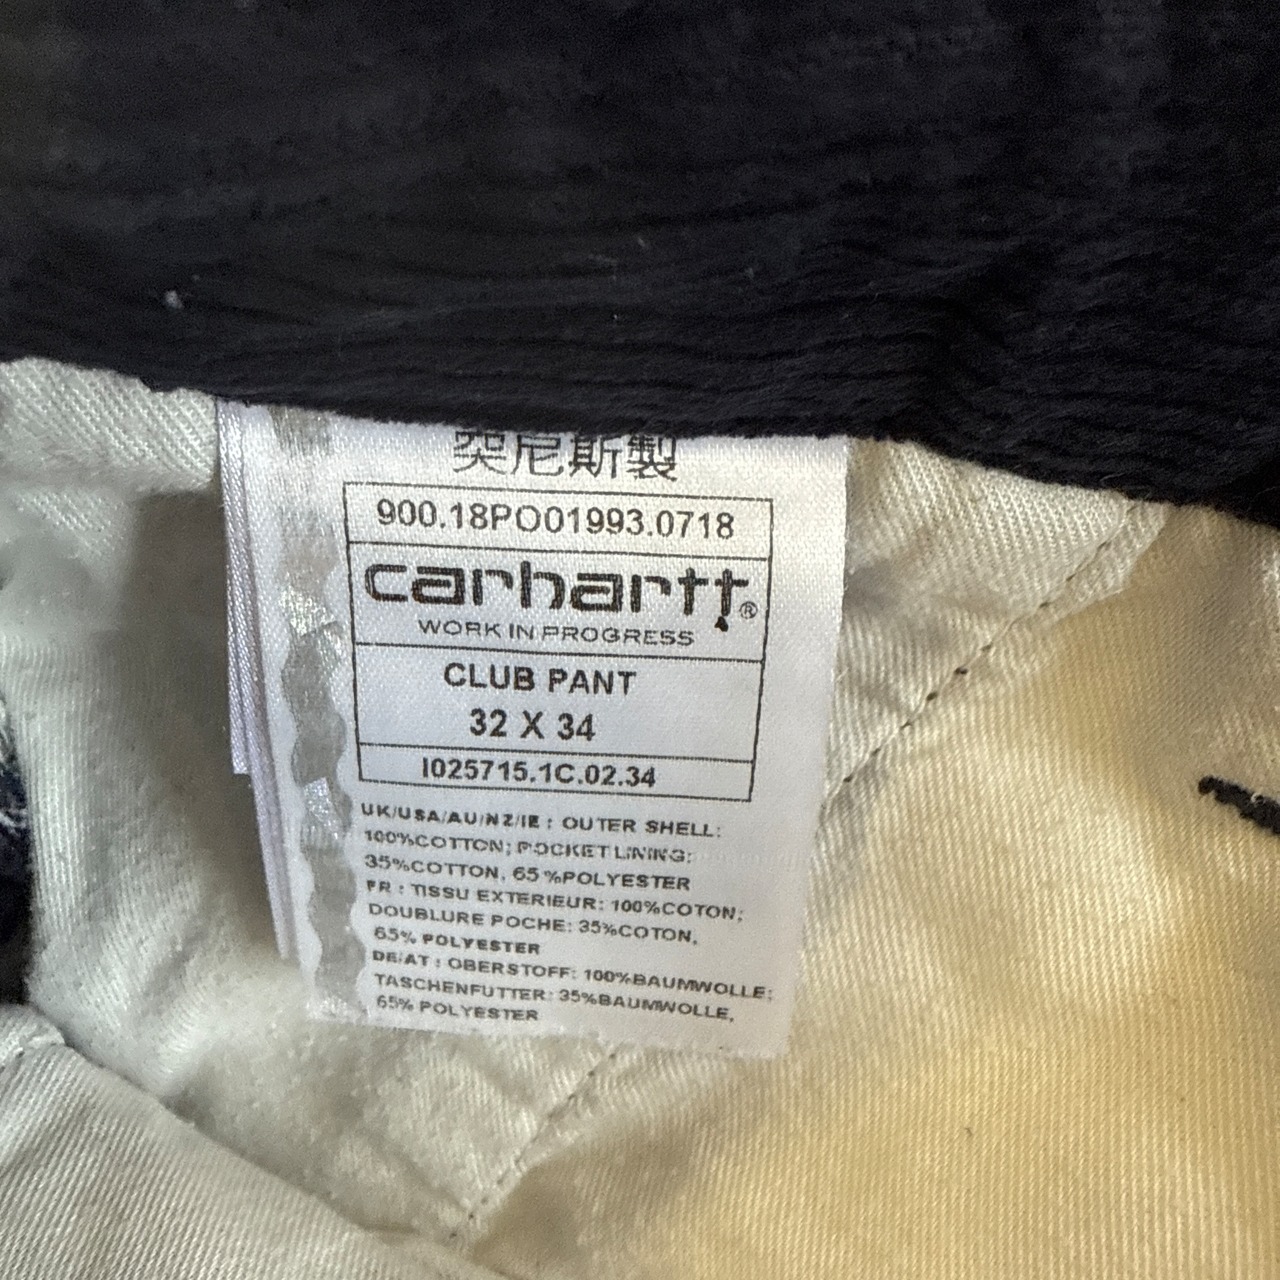 突尼斯製
900.18PO01993.0718
carhartt®
WORK IN PROGRESS
CLUB PANT
32 X 34
I025715.1C.02.34
UK/USA/AU/NZ/IE : OUTER SHELL:
100%COTTON; POCKET LINING:
35%COTTON, 65%POLYESTER
FR : TISSU EXTERIEUR: 100%COTON;
DOUBLURE POCHE: 35%COTON,
65% POLYESTER
DE/AT : OBERSTOFF: 100%BAUMWOLLE;
TASCHENFUTTER: 35%BAUMWOLLE,
65% POLYESTER